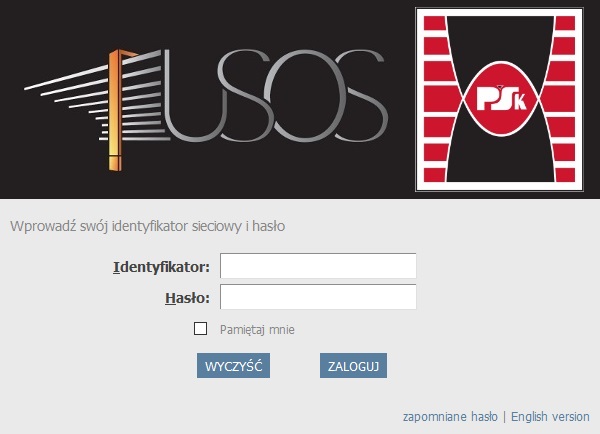 USOS
PŚk
Wprowadź swój identyfikator sieciowy i hasło
Identyfikator:
Hasło:
Pamiętaj mnie
WYCZYŚĆ ZALOGUJ
zapomniane hasło | English version